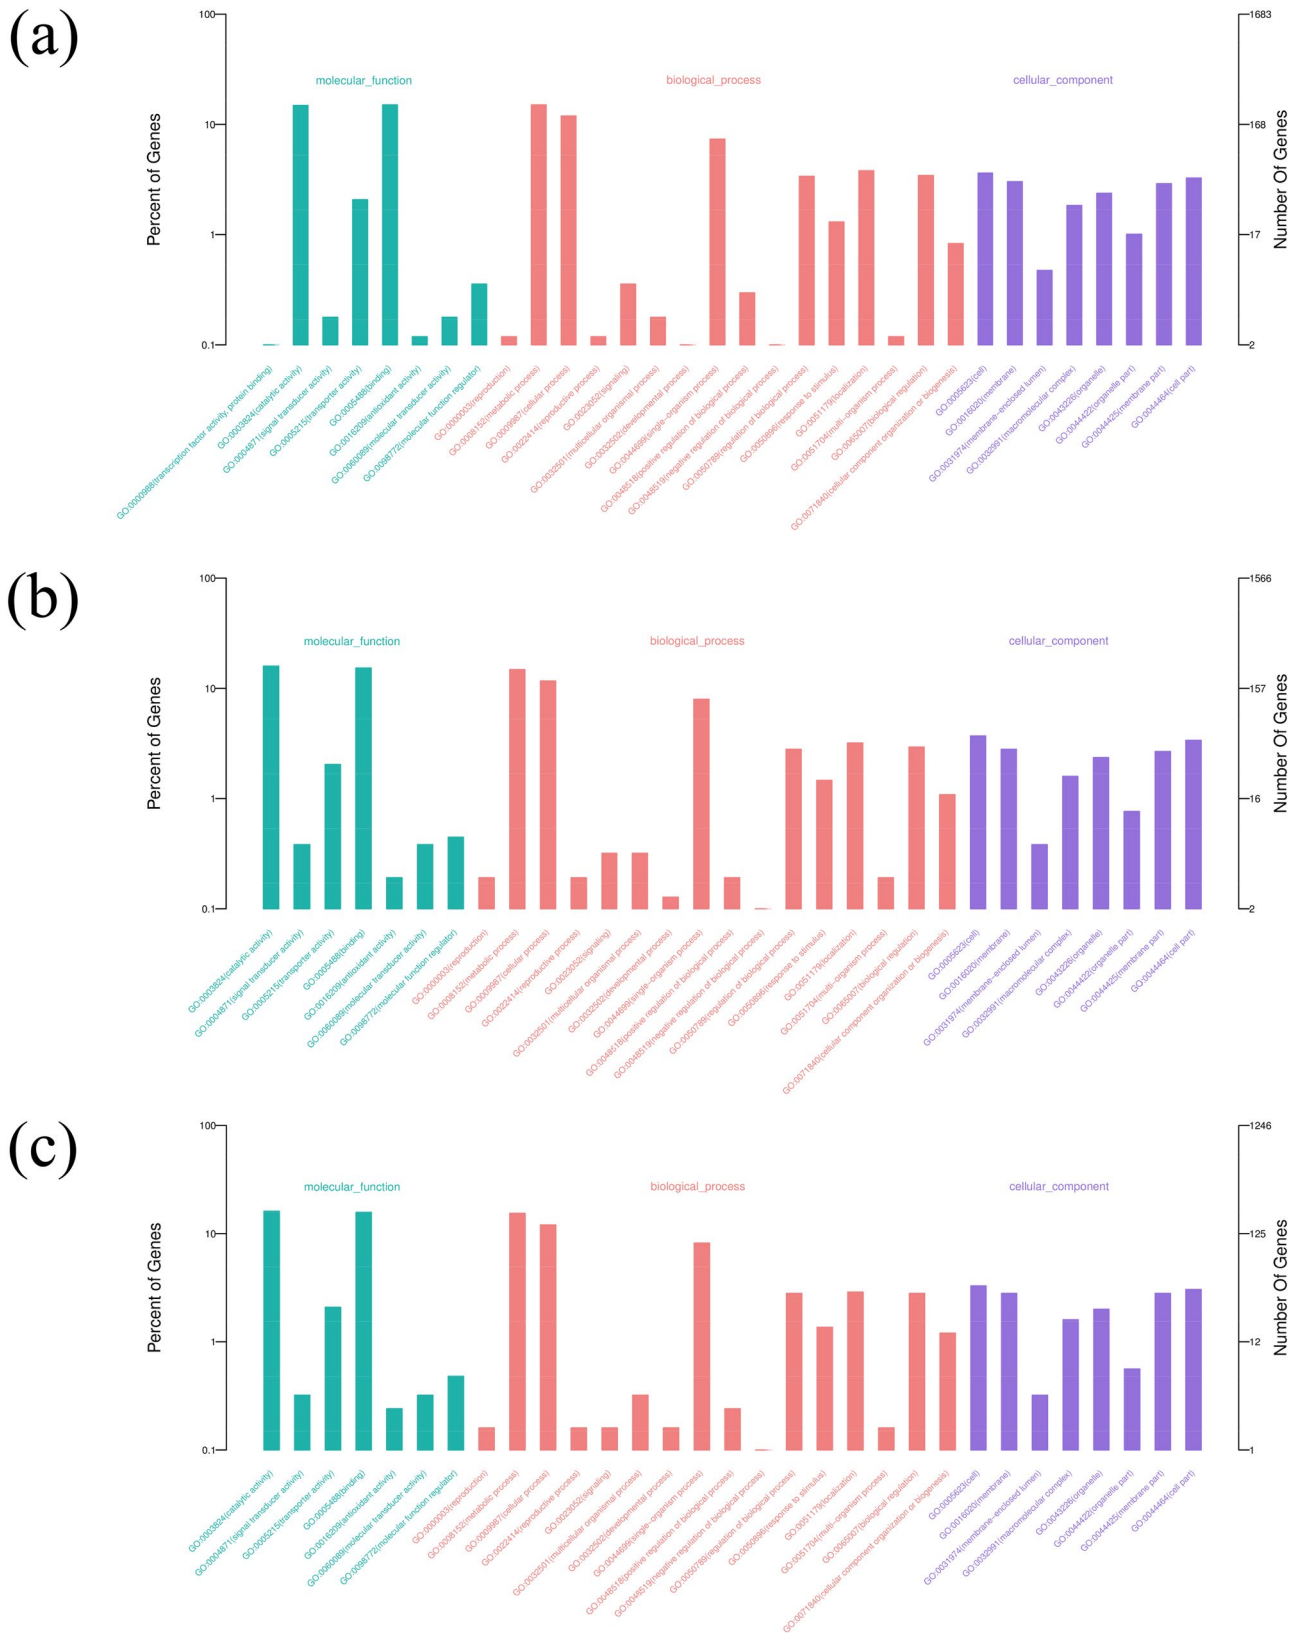 (a)
100
10
1
0.1
Percent of Genes
molecular_function
biological_process
cellular_component
1683
168
17
2
Number Of Genes
GO:0000988(transcription factor activity, protein binding)
GO:0003824(catalytic activity)
GO:0004871(signal transducer activity)
GO:0005215(transporter activity)
GO:0005488(binding)
GO:0016209(antioxidant activity)
GO:0060089(molecular transducer activity)
GO:0098772(molecular function regulator)
GO:0000003(reproduction)
GO:0008152(metabolic process)
GO:0009987(cellular process)
GO:0022414(reproductive process)
GO:0023052(signaling)
GO:0032501(multicellular organismal process)
GO:0032502(developmental process)
GO:0044699(single-organism process)
GO:0048518(positive regulation of biological process)
GO:0048519(negative regulation of biological process)
GO:0050789(regulation of biological process)
GO:0050896(response to stimulus)
GO:0051179(localization)
GO:0051704(multi-organism process)
GO:0065007(biological regulation)
GO:0071840(cellular component organization or biogenesis)
GO:0005623(cell)
GO:0016020(membrane)
GO:0031974(membrane-enclosed lumen)
GO:0032991(macromolecular complex)
GO:0043226(organelle)
GO:0044422(organelle part)
GO:0044425(membrane part)
GO:0044464(cell part)
(b)
100
10
1
0.1
Percent of Genes
molecular_function
biological_process
cellular_component
1566
157
16
2
Number Of Genes
GO:0003824(catalytic activity)
GO:0004871(signal transducer activity)
GO:0005215(transporter activity)
GO:0005488(binding)
GO:0016209(antioxidant activity)
GO:0060089(molecular transducer activity)
GO:0098772(molecular function regulator)
GO:0000003(reproduction)
GO:0008152(metabolic process)
GO:0009987(cellular process)
GO:0022414(reproductive process)
GO:0023052(signaling)
GO:0032501(multicellular organismal process)
GO:0032502(developmental process)
GO:0044699(single-organism process)
GO:0048518(positive regulation of biological process)
GO:0048519(negative regulation of biological process)
GO:0050789(regulation of biological process)
GO:0050896(response to stimulus)
GO:0051179(localization)
GO:0051704(multi-organism process)
GO:0065007(biological regulation)
GO:0071840(cellular component organization or biogenesis)
GO:0005623(cell)
GO:0016020(membrane)
GO:0031974(membrane-enclosed lumen)
GO:0032991(macromolecular complex)
GO:0043226(organelle)
GO:0044422(organelle part)
GO:0044425(membrane part)
GO:0044464(cell part)
(c)
100
10
1
0.1
Percent of Genes
molecular_function
biological_process
cellular_component
1246
125
12
1
Number Of Genes
GO:0003824(catalytic activity)
GO:0004871(signal transducer activity)
GO:0005215(transporter activity)
GO:0005488(binding)
GO:0016209(antioxidant activity)
GO:0060089(molecular transducer activity)
GO:0098772(molecular function regulator)
GO:0000003(reproduction)
GO:0008152(metabolic process)
GO:0009987(cellular process)
GO:0022414(reproductive process)
GO:0023052(signaling)
GO:0032501(multicellular organismal process)
GO:0032502(developmental process)
GO:0044699(single-organism process)
GO:0048518(positive regulation of biological process)
GO:0048519(negative regulation of biological process)
GO:0050789(regulation of biological process)
GO:0050896(response to stimulus)
GO:0051179(localization)
GO:0051704(multi-organism process)
GO:0065007(biological regulation)
GO:0071840(cellular component organization or biogenesis)
GO:0005623(cell)
GO:0016020(membrane)
GO:0031974(membrane-enclosed lumen)
GO:0032991(macromolecular complex)
GO:0043226(organelle)
GO:0044422(organelle part)
GO:0044425(membrane part)
GO:0044464(cell part)